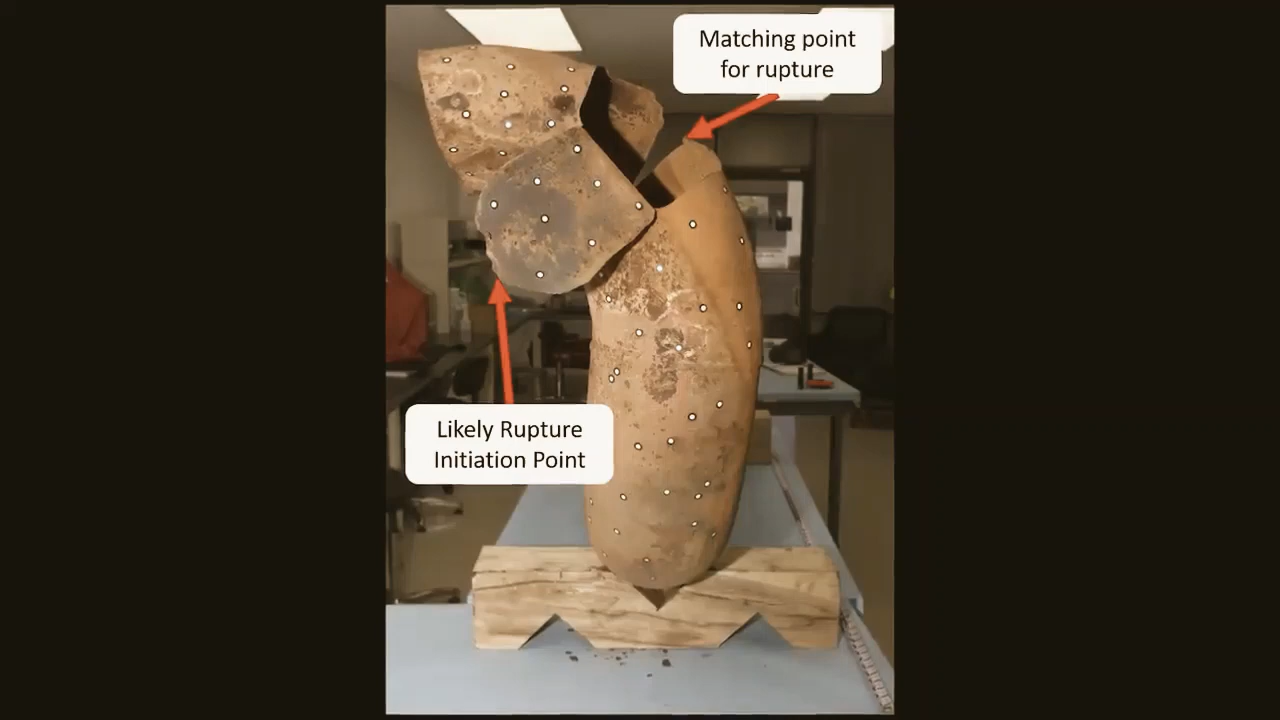 Matching point
for rupture
Likely Rupture
Initiation Point